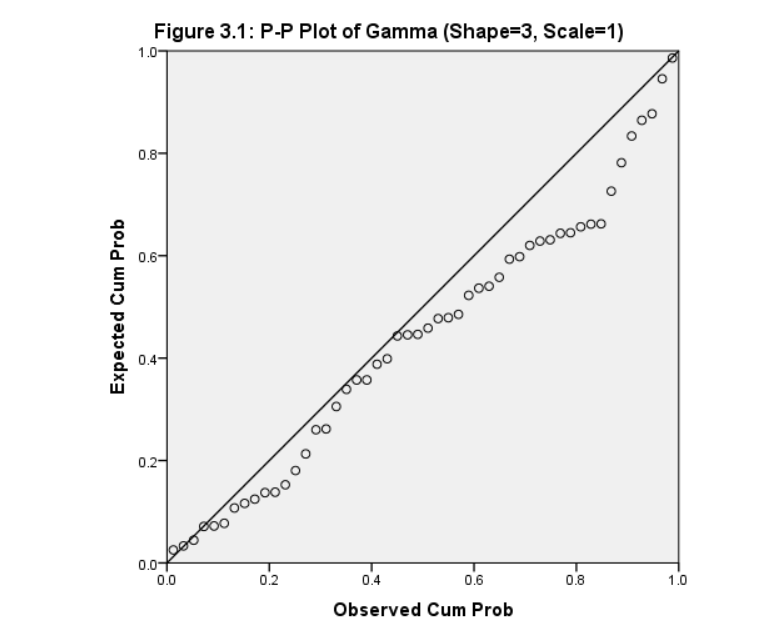 Figure 3.1: P-P Plot of Gamma (Shape=3, Scale=1)
1.0
0.8
0.6
0.4
0.2
0.0
Expected Cum Prob
0.0 0.2 0.4 0.6 0.8 1.0
Observed Cum Prob